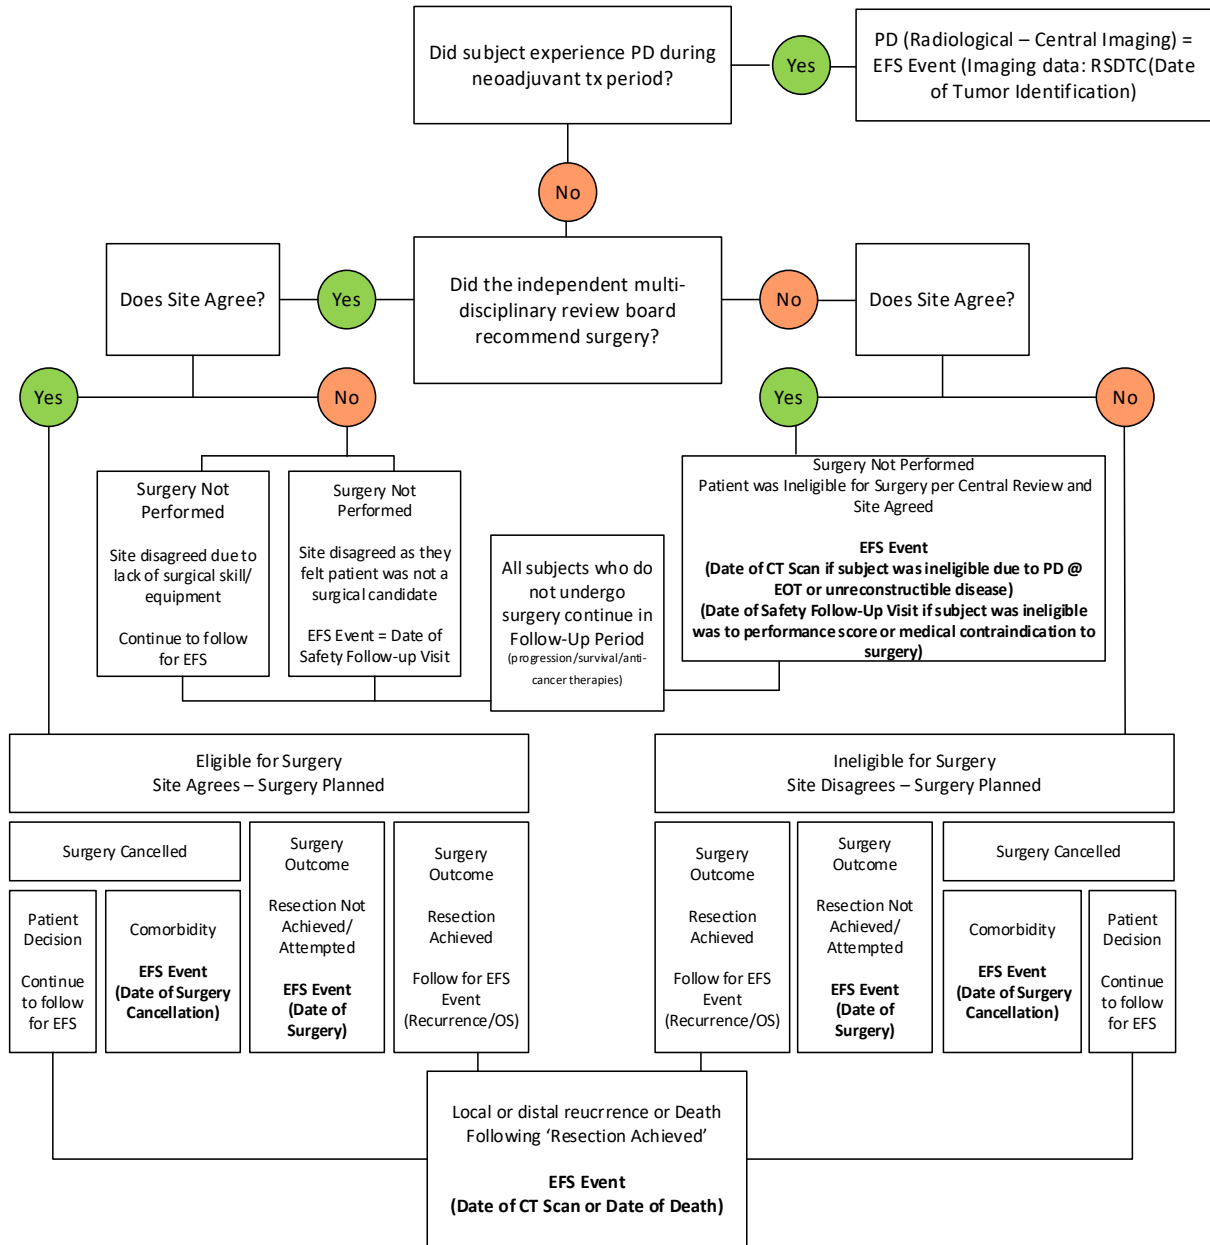 Did subject experience PD during
neoadjuvant tx period?
Yes
PD (Radiological – Central Imaging) =
EFS Event (Imaging data: RSDTC(Date
of Tumor Identification)
No
Does Site Agree?
Yes
Did the independent multi-
disciplinary review board
recommend surgery?
No
Does Site Agree?
Yes
No
Yes
No
Surgery Not
Performed
Site disagreed due to
lack of surgical skill/
equipment
Continue to follow
for EFS
Surgery Not
Performed
Site disagreed as they
felt patient was not a
surgical candidate
EFS Event = Date of
Safety Follow-up Visit
All subjects who do
not undergo
surgery continue in
Follow-Up Period
(progression/survival/anti-
cancer therapies)
Surgery Not Performed
Patient was Ineligible for Surgery per Central Review and
Site Agreed
EFS Event
(Date of CT Scan if subject was ineligible due to PD @
EOT or unreconstructible disease)
(Date of Safety Follow-Up Visit if subject was ineligible
was to performance score or medical contraindication to
surgery)
Eligible for Surgery
Site Agrees – Surgery Planned
Surgery Cancelled
Patient
Decision
Continue
to follow
for EFS
Comorbidity
EFS Event
(Date of Surgery
Cancellation)
Surgery
Outcome
Resection Not
Achieved/
Attempted
EFS Event
(Date of
Surgery)
Surgery
Outcome
Resection
Achieved
Follow for EFS
Event
(Recurrence/OS)
Ineligible for Surgery
Site Disagrees – Surgery Planned
Surgery
Outcome
Resection
Achieved
Follow for EFS
Event
(Recurrence/OS)
Surgery
Outcome
Resection Not
Achieved/
Attempted
EFS Event
(Date of
Surgery)
Surgery Cancelled
Comorbidity
EFS Event
(Date of Surgery
Cancellation)
Patient
Decision
Continue
to follow
for EFS
Local or distal reucrrence or Death
Following ‘Resection Achieved’
EFS Event
(Date of CT Scan or Date of Death)